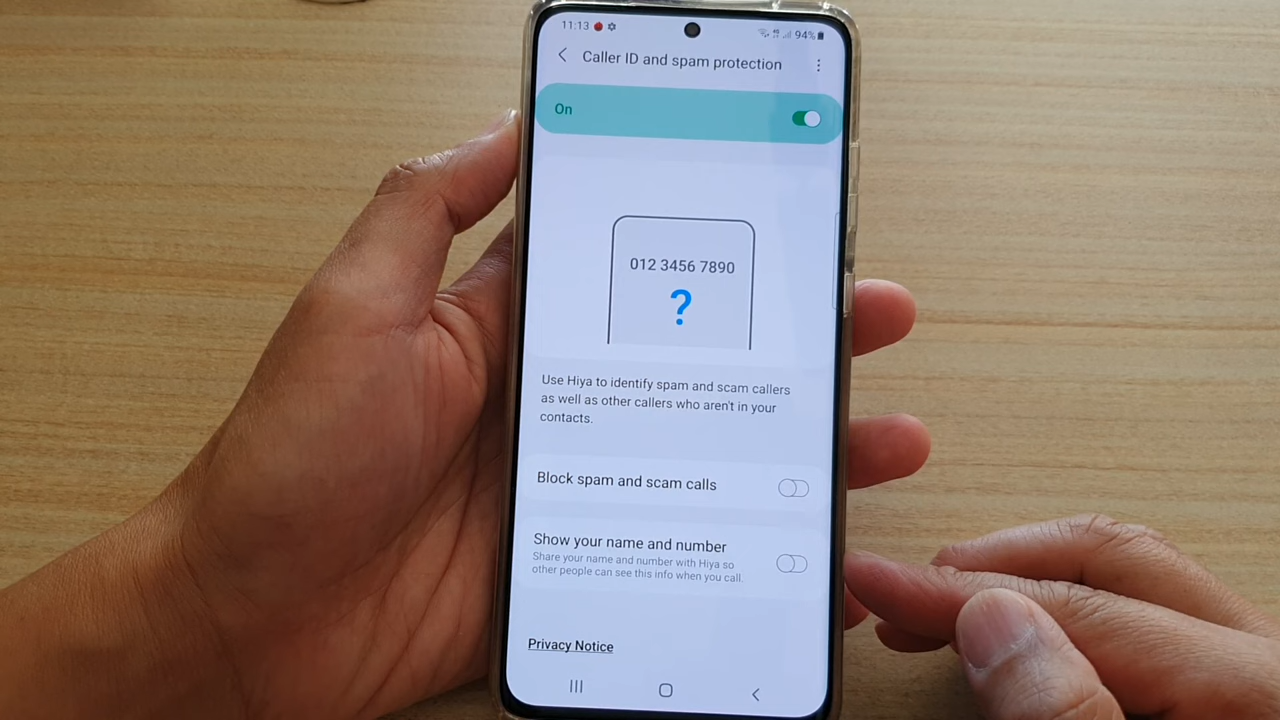 11:13
94%
Caller ID and spam protection
On
012 3456 7890
?
Use Hiya to identify spam and scam callers
as well as other callers who aren't in your
contacts.
Block spam and scam calls
Show your name and number
Share your name and number with Hiya so
other people can see this info when you call.
Privacy Notice